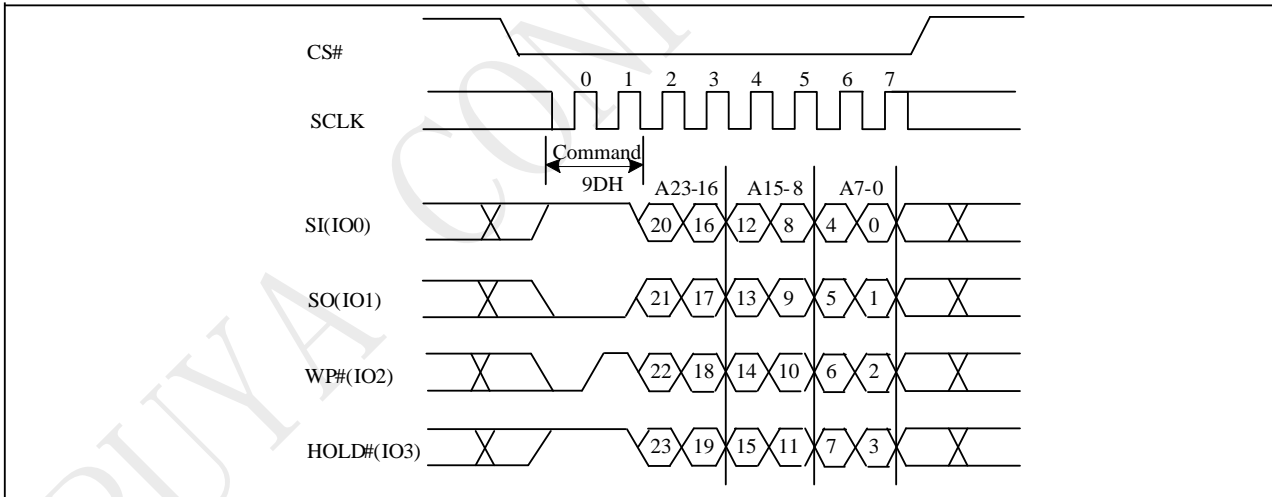 CS#
0 1 2 3 4 5 6 7
SCLK
Command
9DH A23-16 A15-8 A7-0
SI(IO0) 20 16 12 8 4 0
SO(IO1) 21 17 13 9 5 1
WP#(IO2) 22 18 14 10 6 2
HOLD#(IO3) 23 19 15 11 7 3
PUYA CONF